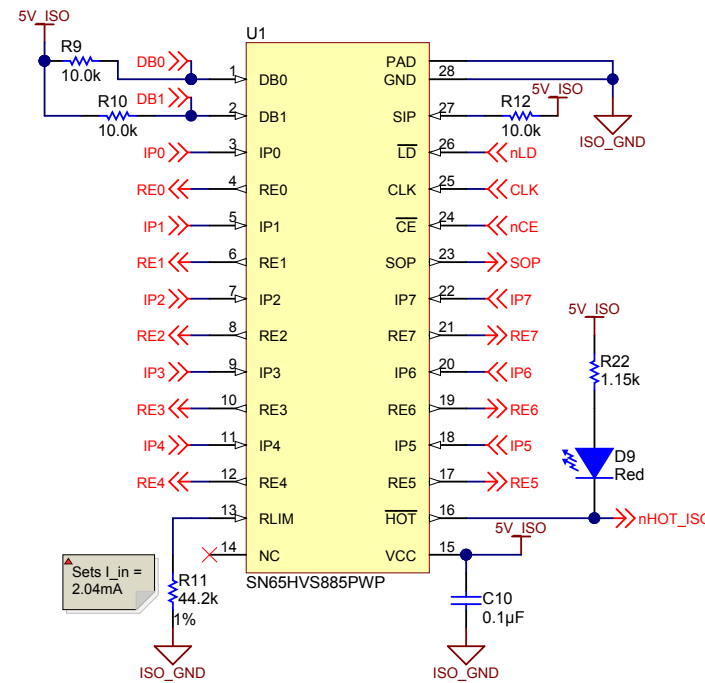 5V_ISO
U1
R9
10.0k
DB0
1
DB0
PAD
GND
28
5V_ISO
R10
10.0k
DB1
2
DB1
SIP
27
R12
10.0k
ISO_GND
IP0
3
IP0
LD
26
nLD
RE0
4
RE0
CLK
25
CLK
IP1
5
IP1
CE
24
nCE
RE1
6
RE1
SOP
23
SOP
IP2
7
IP2
IP7
22
IP7
RE2
8
RE2
RE7
21
RE7
5V_ISO
R22
1.15k
IP3
9
IP3
IP6
20
IP6
RE3
10
RE3
RE6
19
RE6
IP4
11
IP4
IP5
18
IP5
D9
Red
RE4
12
RE4
RE5
17
RE5
13
RLIM
HOT
16
nHOT_ISO
14
NC
VCC
15
5V_ISO
SN65HVS885PWP
Sets I_in =
2.04mA
R11
44.2k
1%
C10
0.1µF
ISO_GND
ISO_GND